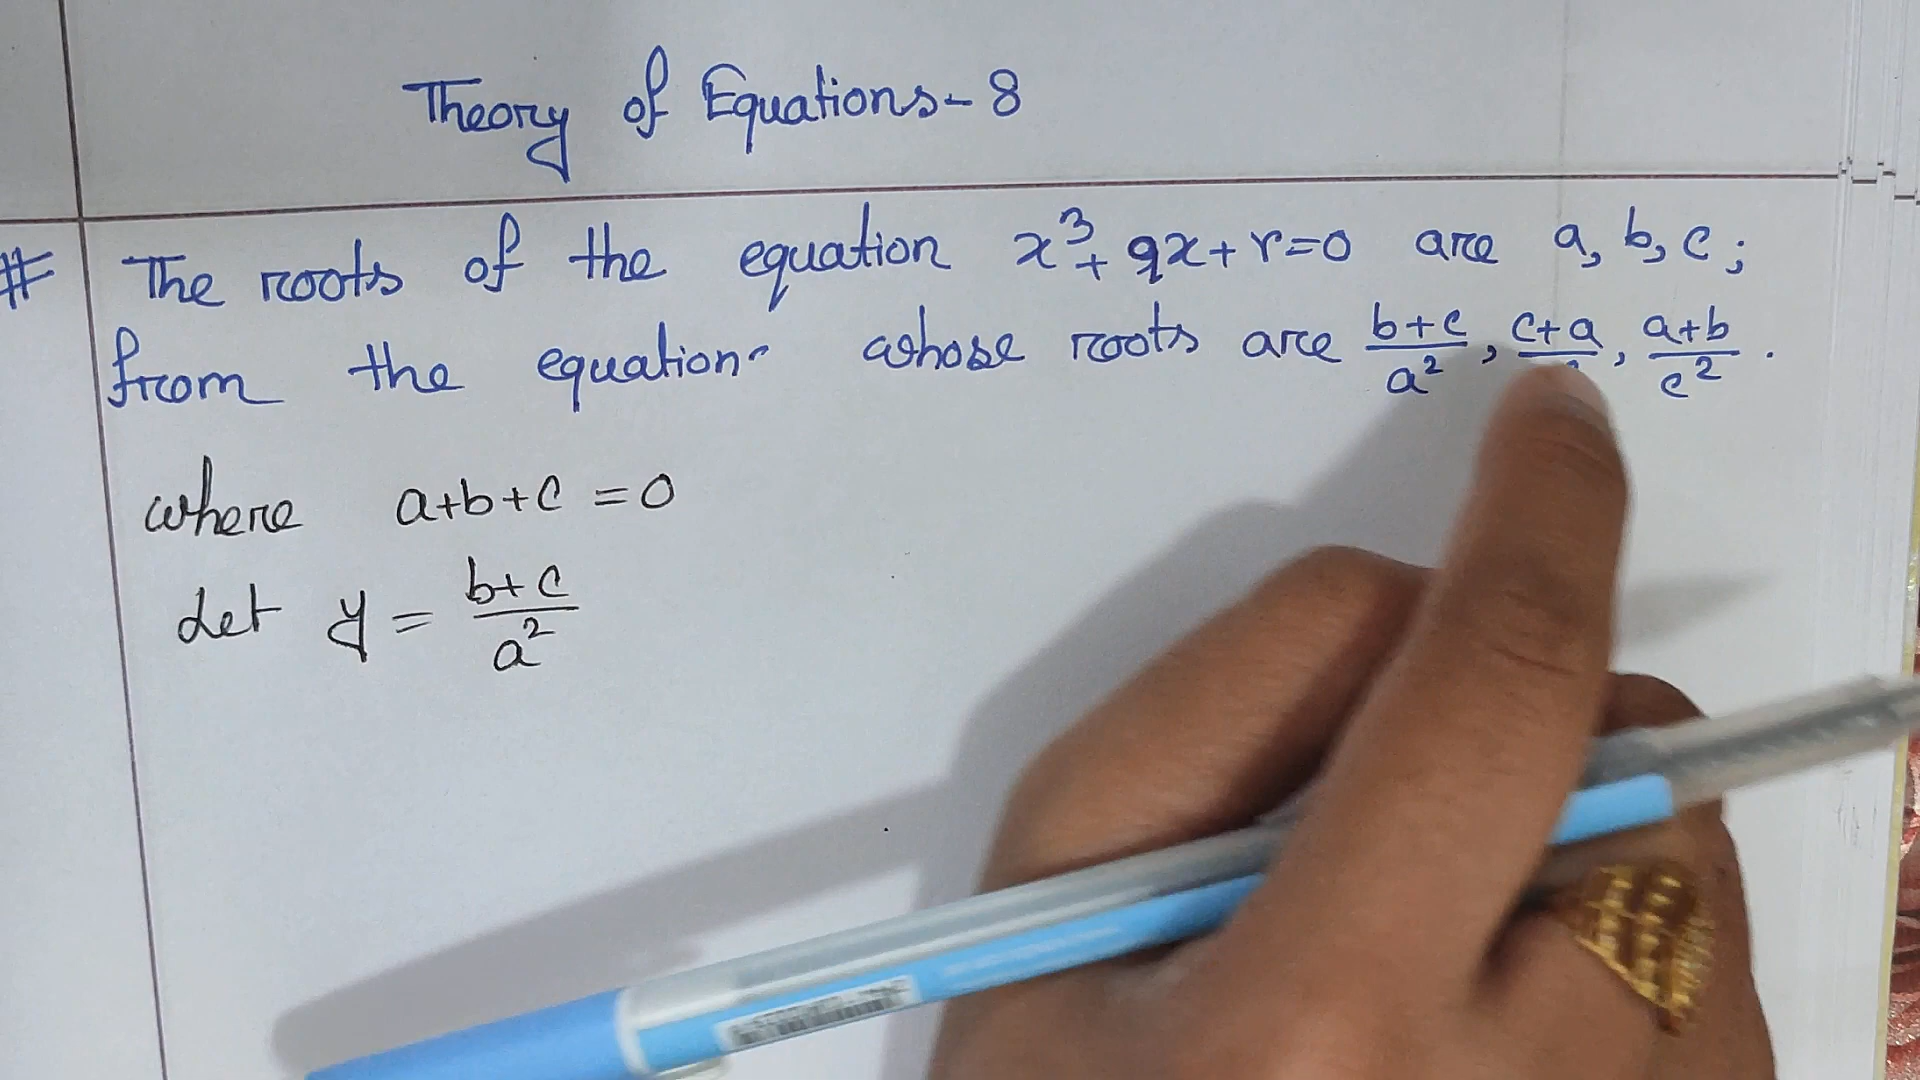 Theory of Equations - 8
# The roots of the equation x³ + qx + r = 0 are a, b, c;
from the equation whose roots are b+c/a², c+a/, a+b/c².
where a+b+c = 0
Let y = b+c/a²